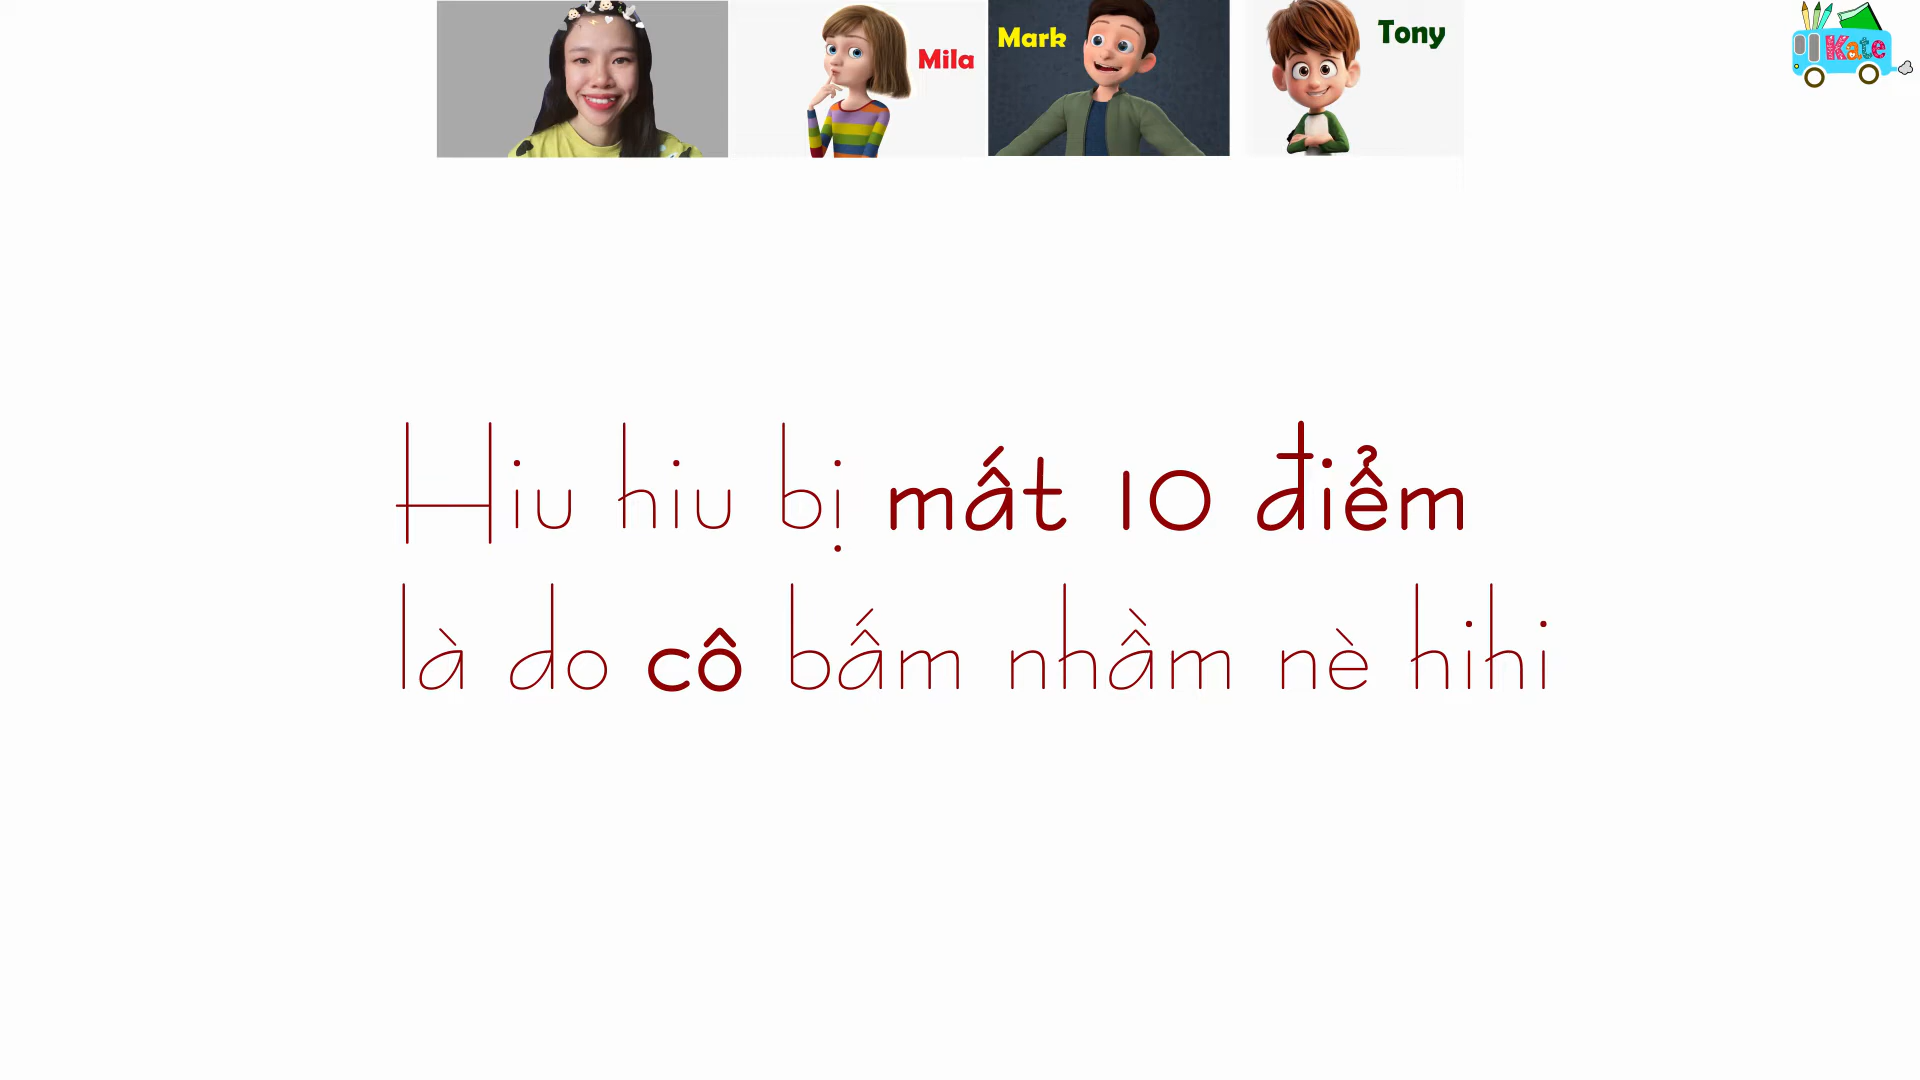 Mila
Mark
Tony
Kate
Hiu hiu bị mất 10 điểm
là do cô bấm nhầm nè hihi